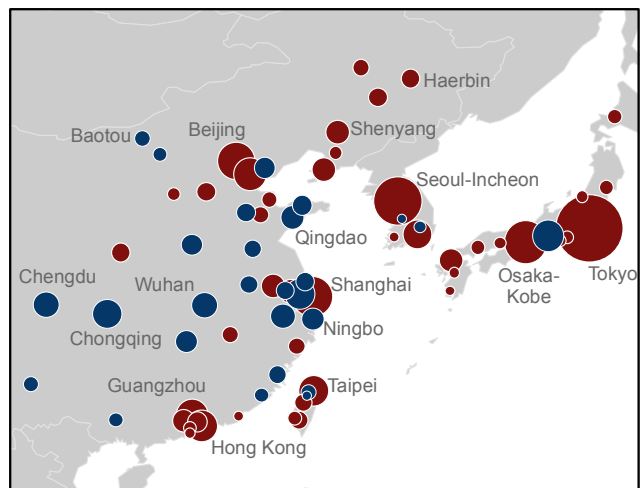 Haerbin
Baotou
Beijing
Shenyang
Seoul-Incheon
Qingdao
Chengdu
Wuhan
Shanghai
Osaka-
Kobe
Tokyo
Chongqing
Ningbo
Guangzhou
Taipei
Hong Kong